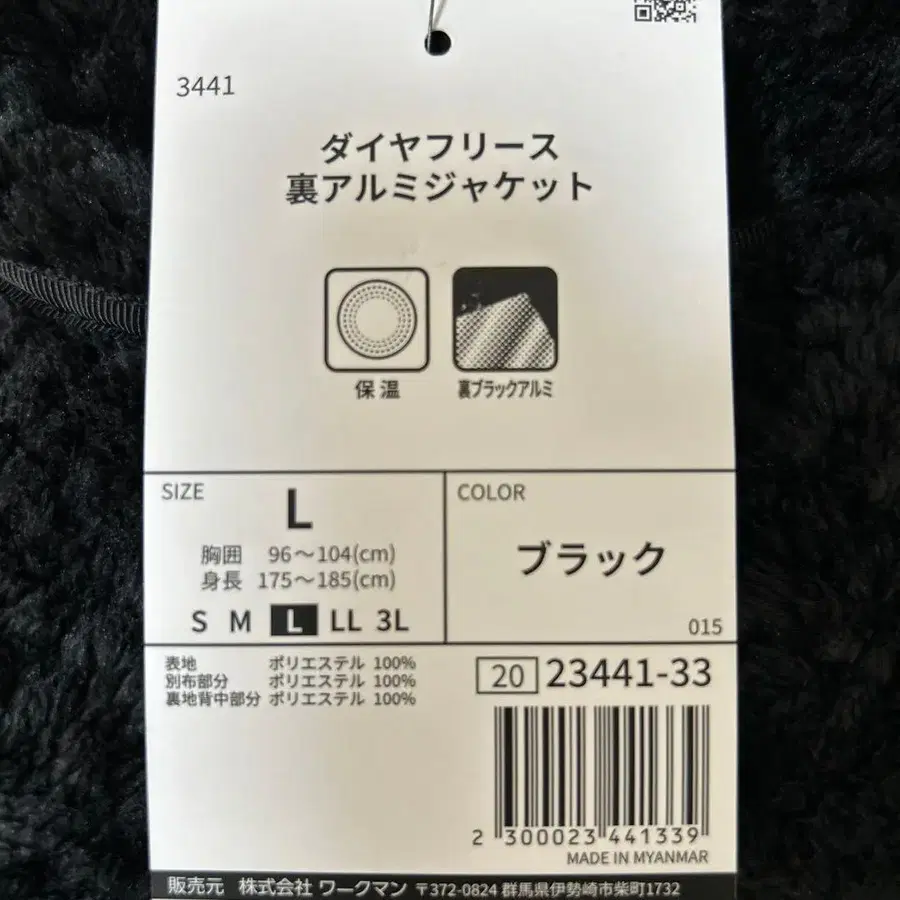 3441
ダイヤフリース
裏アルミジャケット
保温
裏ブラックアルミ
SIZE
L
胸囲 96～104(cm)
身長 175～185(cm)
S M L LL 3L
COLOR
ブラック
015
表地 ポリエステル 100%
別布部分 ポリエステル 100%
裏地背中部分 ポリエステル 100%
20 23441-33
2 300023 441339
MADE IN MYANMAR
販売元 株式会社 ワークマン 〒372-0824 群馬県伊勢崎市柴町1732